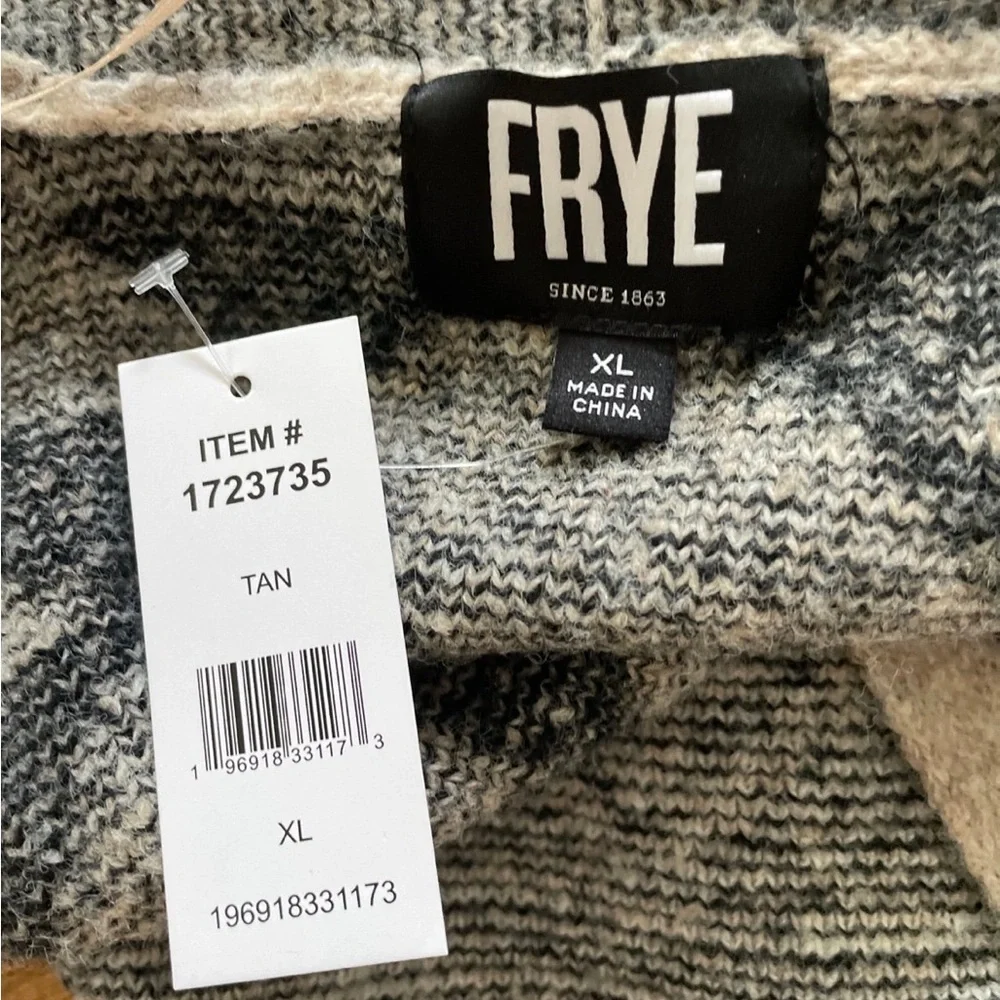 FRYE
SINCE 1863
XL
MADE IN
CHINA
ITEM #
1723735
TAN
1 96918 33117 3
XL
196918331173